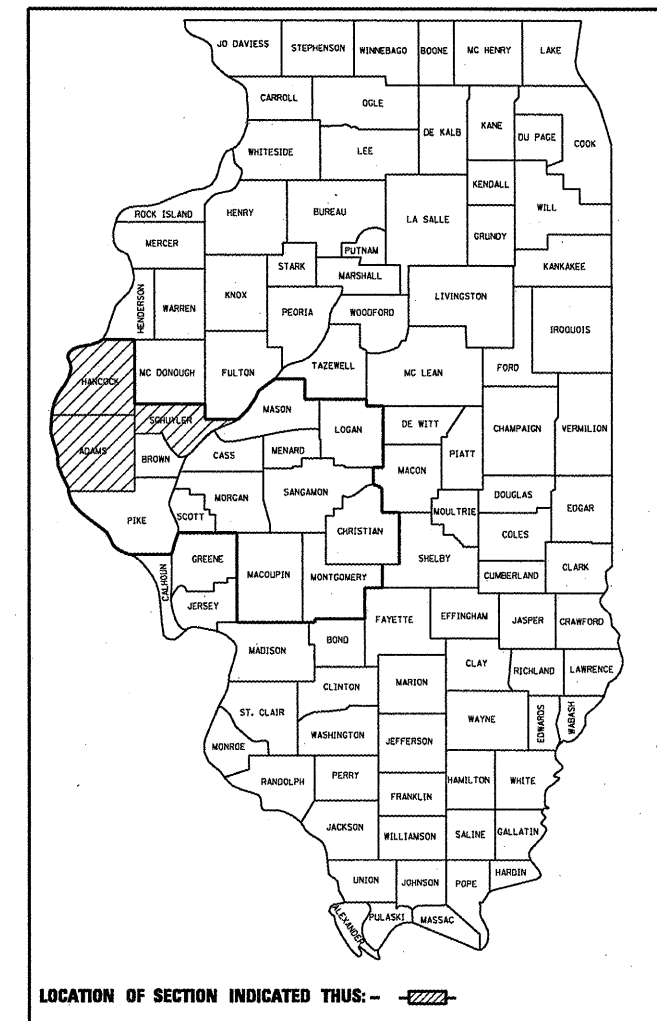 JO DAVIESS
STEPHENSON
WINNEBAGO
BOONE
MC HENRY
LAKE
CARROLL
OGLE
DE KALB
KANE
DU PAGE
COOK
WHITESIDE
LEE
KENDALL
WILL
ROCK ISLAND
HENRY
BUREAU
LA SALLE
GRUNDY
MERCER
PUTNAM
STARK
MARSHALL
KANKAKEE
HENDERSON
WARREN
KNOX
PEORIA
WOODFORD
LIVINGSTON
IROQUOIS
HANCOCK
MC DONOUGH
FULTON
TAZEWELL
MC LEAN
FORD
SCHUYLER
MASON
LOGAN
DE WITT
CHAMPAIGN
VERMILION
ADAMS
BROWN
CASS
MENARD
MACON
PIATT
PIKE
SCOTT
MORGAN
SANGAMON
MOULTRIE
DOUGLAS
EDGAR
CHRISTIAN
COLES
CALHOUN
GREENE
MACOUPIN
MONTGOMERY
SHELBY
CUMBERLAND
CLARK
JERSEY
FAYETTE
EFFINGHAM
JASPER
CRAWFORD
MADISON
BOND
CLAY
RICHLAND
LAWRENCE
CLINTON
MARION
ST. CLAIR
WAYNE
EDWARDS
WABASH
WASHINGTON
JEFFERSON
MONROE
RANDOLPH
PERRY
HAMILTON
WHITE
FRANKLIN
JACKSON
WILLIAMSON
SALINE
GALLATIN
UNION
JOHNSON
POPE
HARDIN
ALEXANDER
PULASKI
MASSAC
LOCATION OF SECTION INDICATED THUS: -